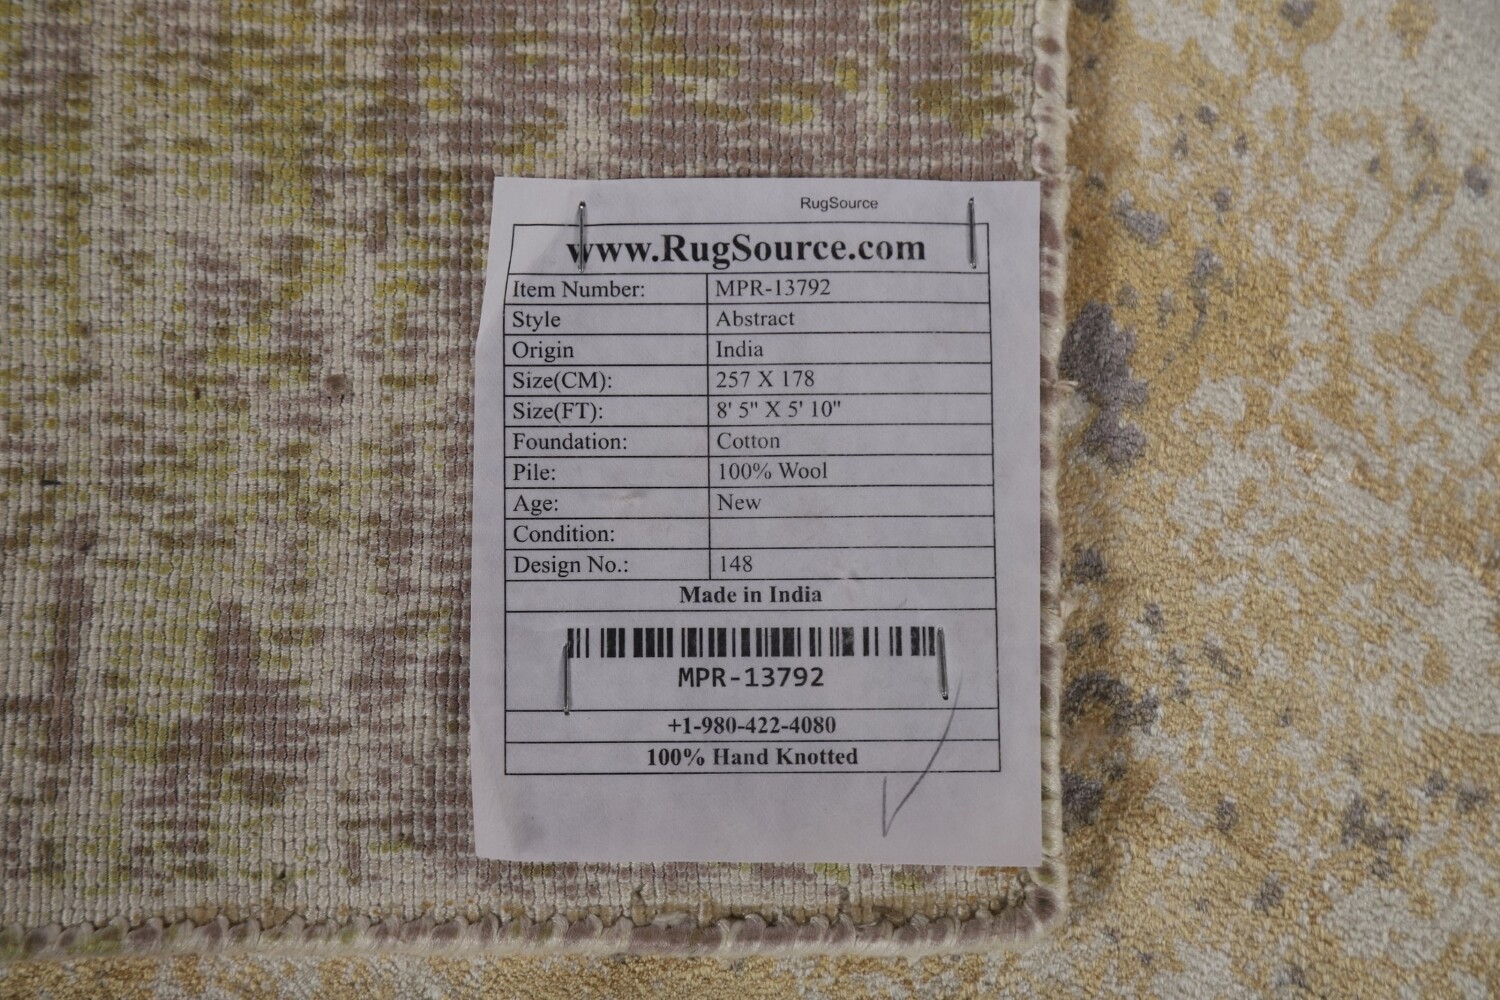 RugSource
www.RugSource.com
Item Number: MPR-13792
Style Abstract
Origin India
Size(CM): 257 X 178
Size(FT): 8' 5" X 5' 10"
Foundation: Cotton
Pile: 100% Wool
Age: New
Condition:
Design No.: 148
Made in India
MPR-13792
+1-980-422-4080
100% Hand Knotted